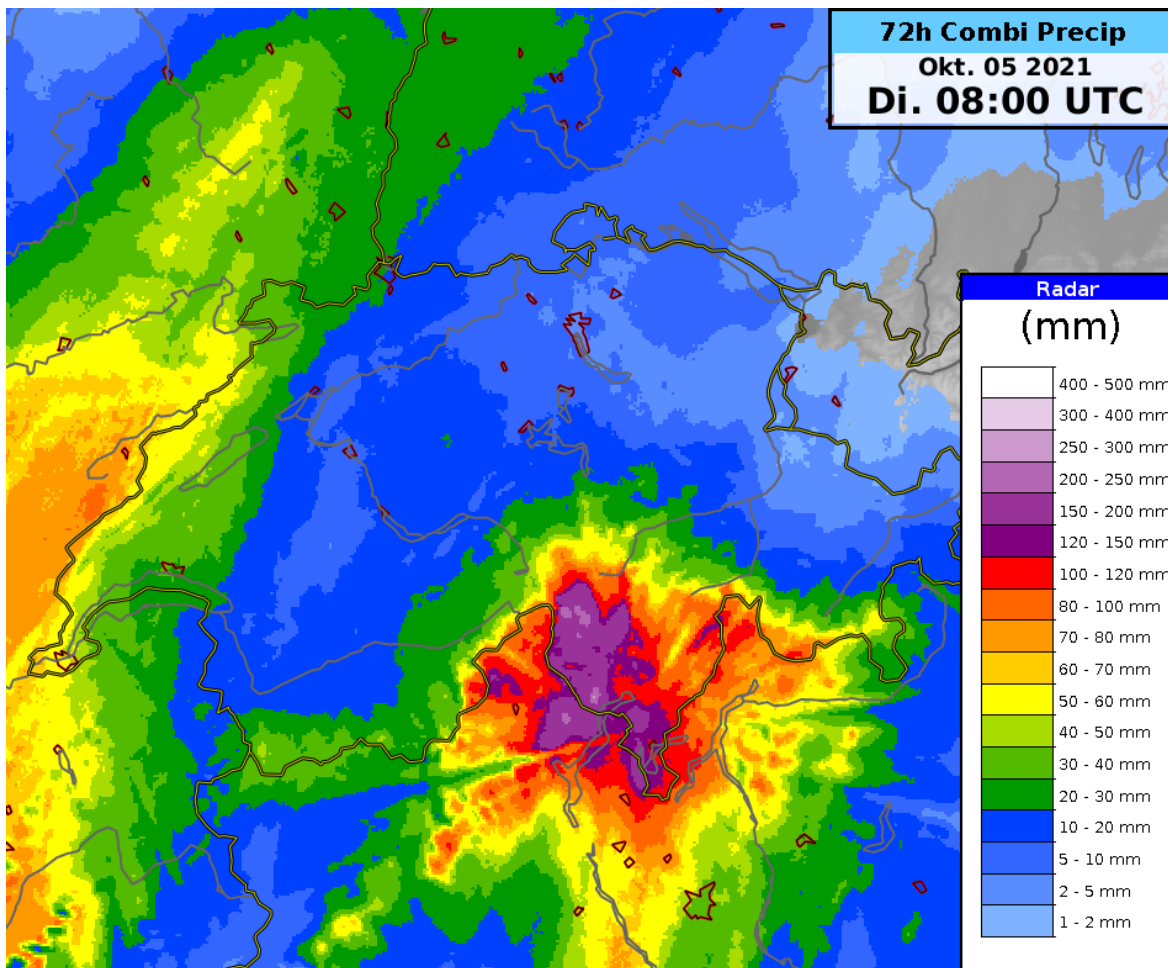 72h Combi Precip
Okt. 05 2021
Di. 08:00 UTC
Radar
(mm)
400 - 500 mm
300 - 400 mm
250 - 300 mm
200 - 250 mm
150 - 200 mm
120 - 150 mm
100 - 120 mm
80 - 100 mm
70 - 80 mm
60 - 70 mm
50 - 60 mm
40 - 50 mm
30 - 40 mm
20 - 30 mm
10 - 20 mm
5 - 10 mm
2 - 5 mm
1 - 2 mm